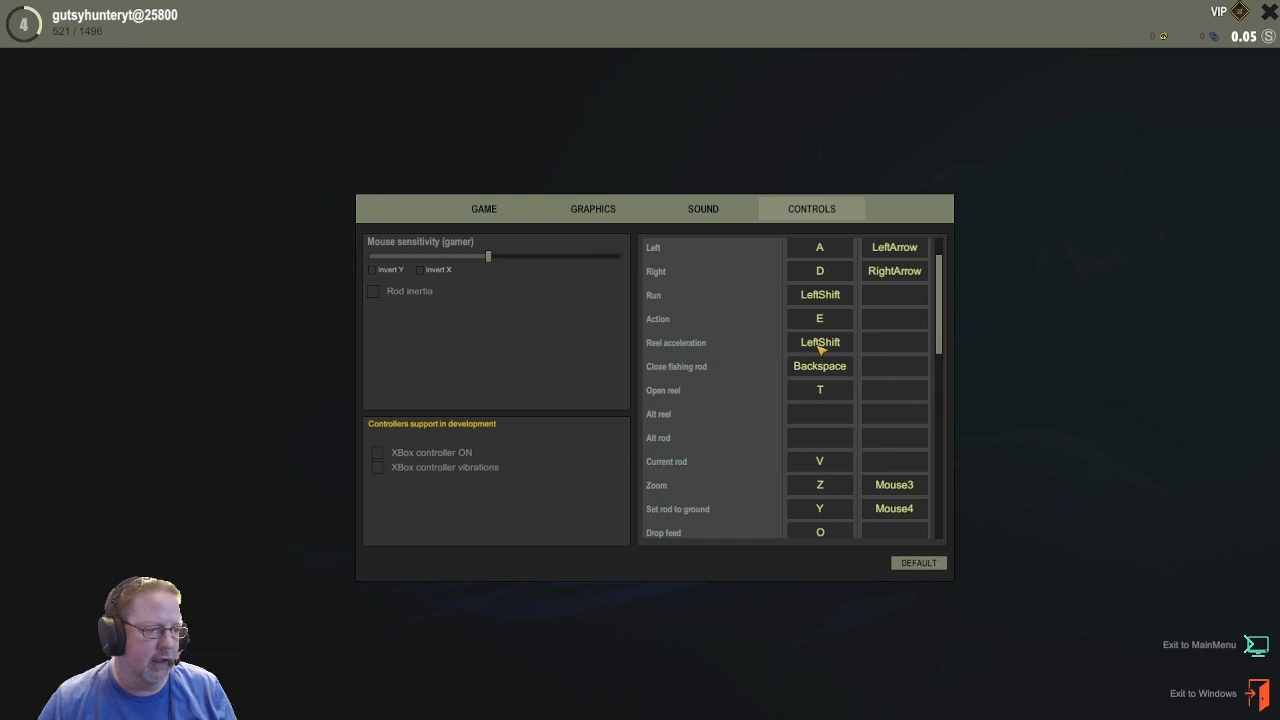 4
gutsyhunteryt@25800
521 / 1496
VIP
0
0
0.05 S
GAME
GRAPHICS
SOUND
CONTROLS
Mouse sensitivity (gamer)
Invert Y
Invert X
Rod inertia
Controllers support in development
XBox controller ON
XBox controller vibrations
Left A LeftArrow
Right D RightArrow
Run LeftShift
Action E
Reel acceleration LeftShift
Close fishing rod Backspace
Open reel T
Alt reel
Alt rod
Current rod V
Zoom Z Mouse3
Set rod to ground Y Mouse4
Drop feed O
DEFAULT
Exit to MainMenu
Exit to Windows